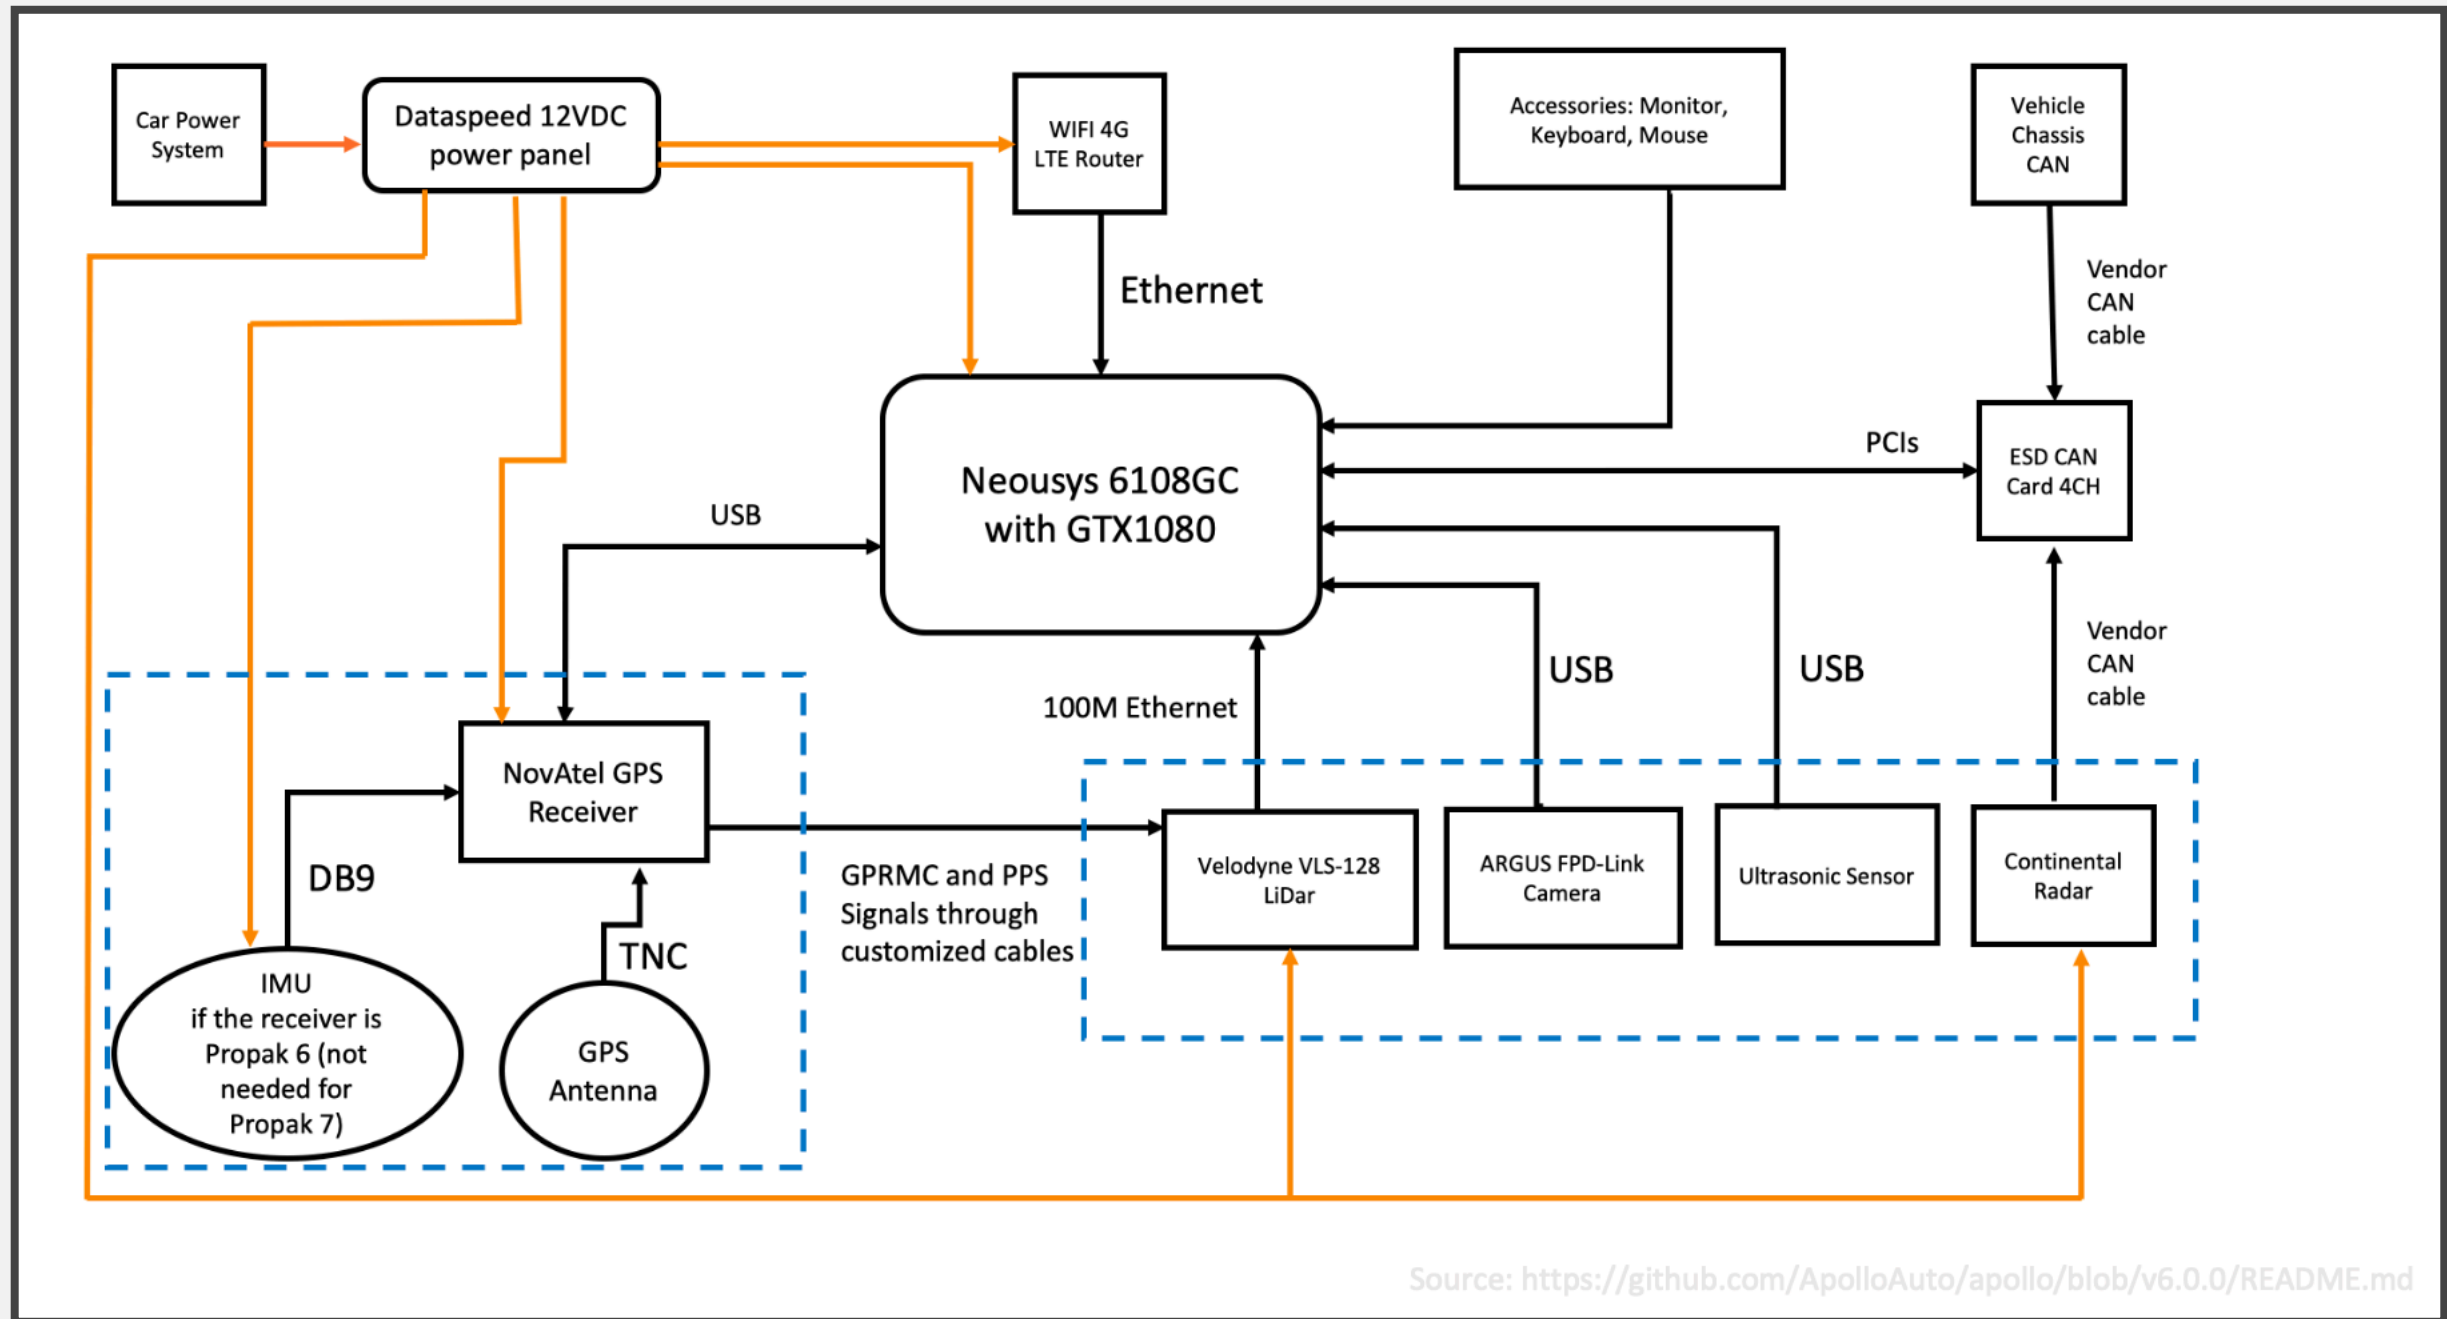 Car Power
System
Dataspeed 12VDC
power panel
WIFI 4G
LTE Router
Accessories: Monitor,
Keyboard, Mouse
Vehicle
Chassis
CAN
Ethernet
Vendor
CAN
cable
PCIs
ESD CAN
Card 4CH
Neousys 6108GC
with GTX1080
USB
USB
USB
Vendor
CAN
cable
100M Ethernet
NovAtel GPS
Receiver
DB9
TNC
GPRMC and PPS
Signals through
customized cables
Velodyne VLS-128
LiDar
ARGUS FPD-Link
Camera
Ultrasonic Sensor
Continental
Radar
IMU
if the receiver is
Propak 6 (not
needed for
Propak 7)
GPS
Antenna
Source: https://github.com/ApolloAuto/apollo/blob/v6.0.0/README.md